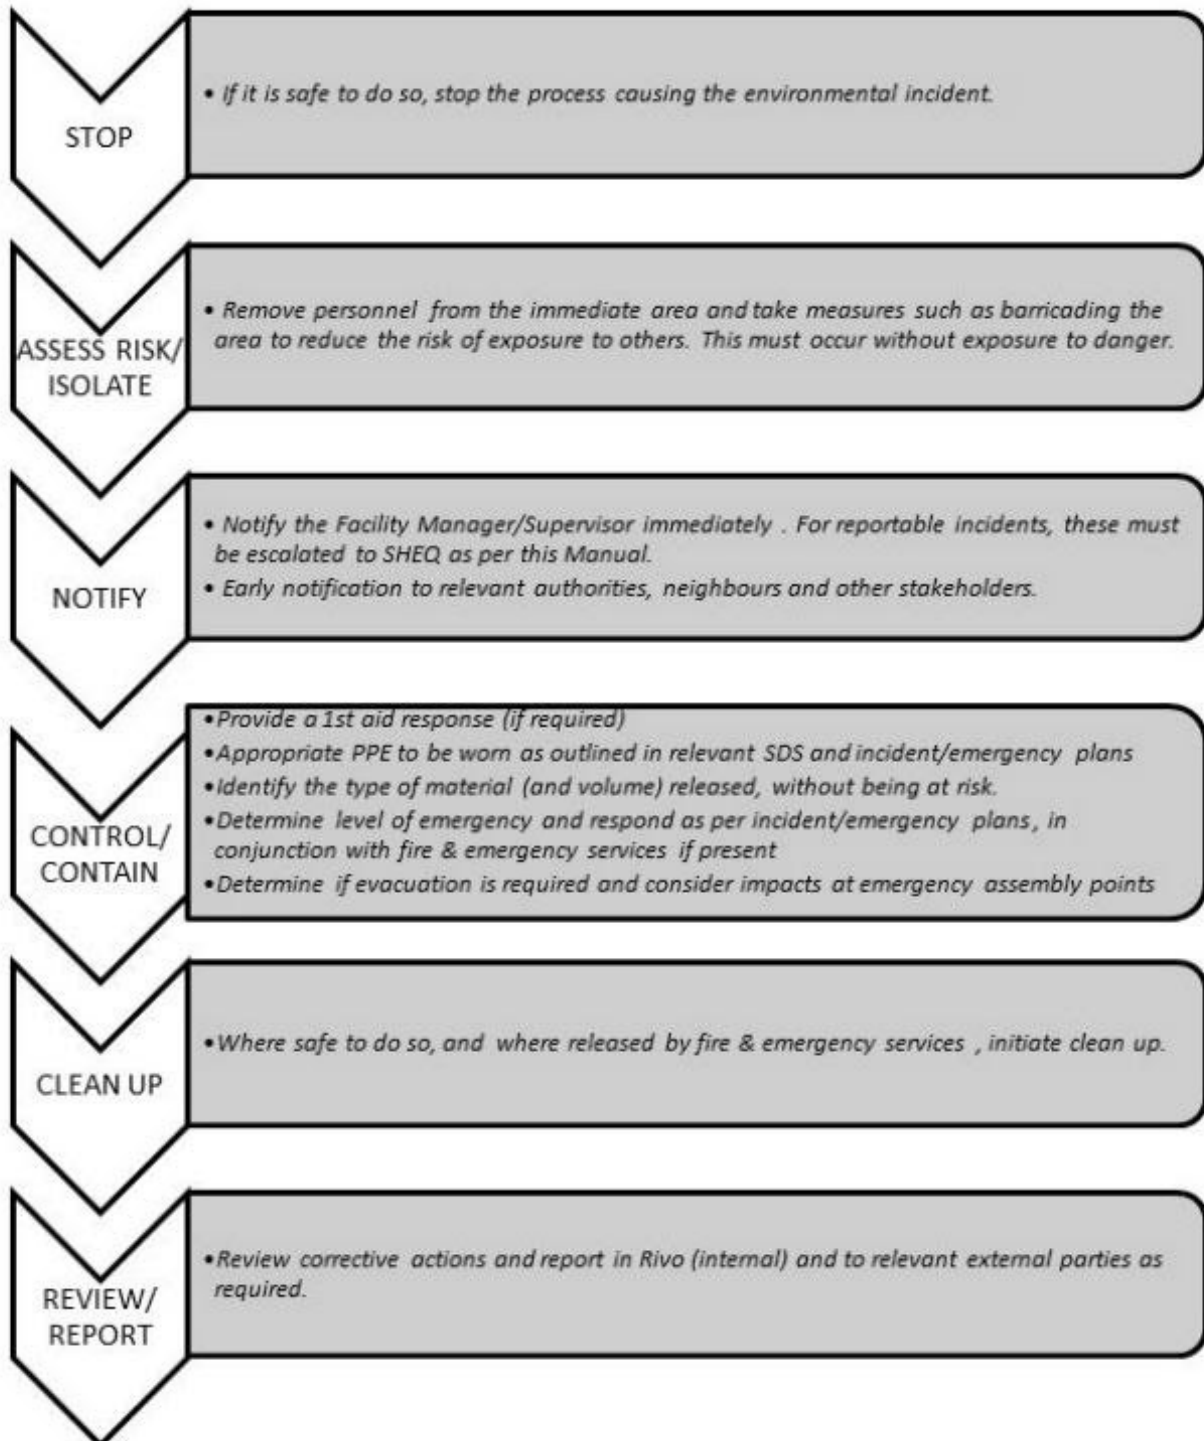 STOP
• If it is safe to do so, stop the process causing the environmental incident.
ASSESS RISK/
ISOLATE
• Remove personnel from the immediate area and take measures such as barricading the
area to reduce the risk of exposure to others. This must occur without exposure to danger.
NOTIFY
• Notify the Facility Manager/Supervisor immediately . For reportable incidents, these must
be escalated to SHEQ as per this Manual.
• Early notification to relevant authorities, neighbours and other stakeholders.
CONTROL/
CONTAIN
•Provide a 1st aid response (if required)
•Appropriate PPE to be worn as outlined in relevant SDS and incident/emergency plans
•Identify the type of material (and volume) released, without being at risk.
•Determine level of emergency and respond as per incident/emergency plans, in
conjunction with fire & emergency services if present
•Determine if evacuation is required and consider impacts at emergency assembly points
CLEAN UP
•Where safe to do so, and where released by fire & emergency services , initiate clean up.
REVIEW/
REPORT
•Review corrective actions and report in Rivo (internal) and to relevant external parties as
required.